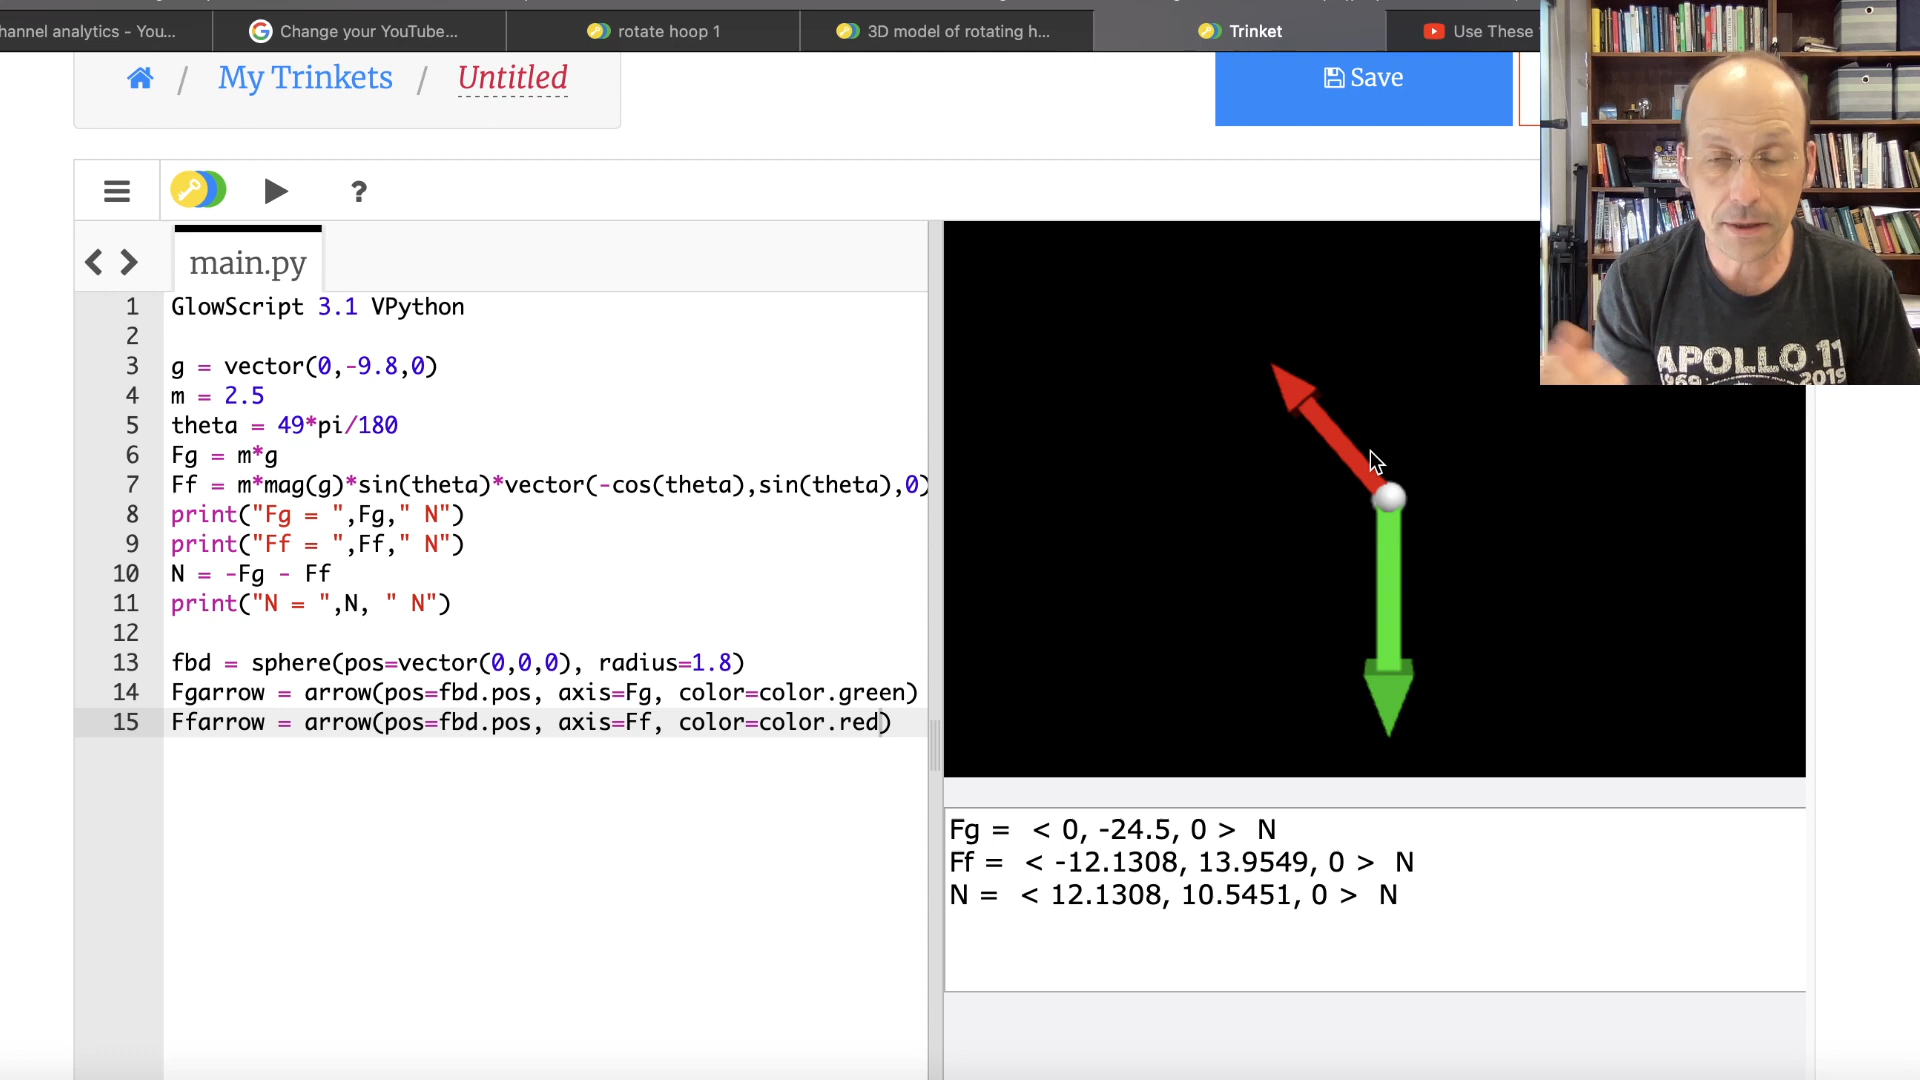 hannel analytics - You...
Change your YouTube...
rotate hoop 1
3D model of rotating h...
Trinket
Use These
/ My Trinkets / Untitled
Save
?
main.py
1 GlowScript 3.1 VPython
2
3 g = vector(0,-9.8,0)
4 m = 2.5
5 theta = 49*pi/180
6 Fg = m*g
7 Ff = m*mag(g)*sin(theta)*vector(-cos(theta),sin(theta),0)
8 print("Fg = ",Fg," N")
9 print("Ff = ",Ff," N")
10 N = -Fg - Ff
11 print("N = ",N, " N")
12
13 fbd = sphere(pos=vector(0,0,0), radius=1.8)
14 Fgarrow = arrow(pos=fbd.pos, axis=Fg, color=color.green)
15 Ffarrow = arrow(pos=fbd.pos, axis=Ff, color=color.red)
Fg = < 0, -24.5, 0 > N
Ff = < -12.1308, 13.9549, 0 > N
N = < 12.1308, 10.5451, 0 > N
APOLLO 11
1969 2019